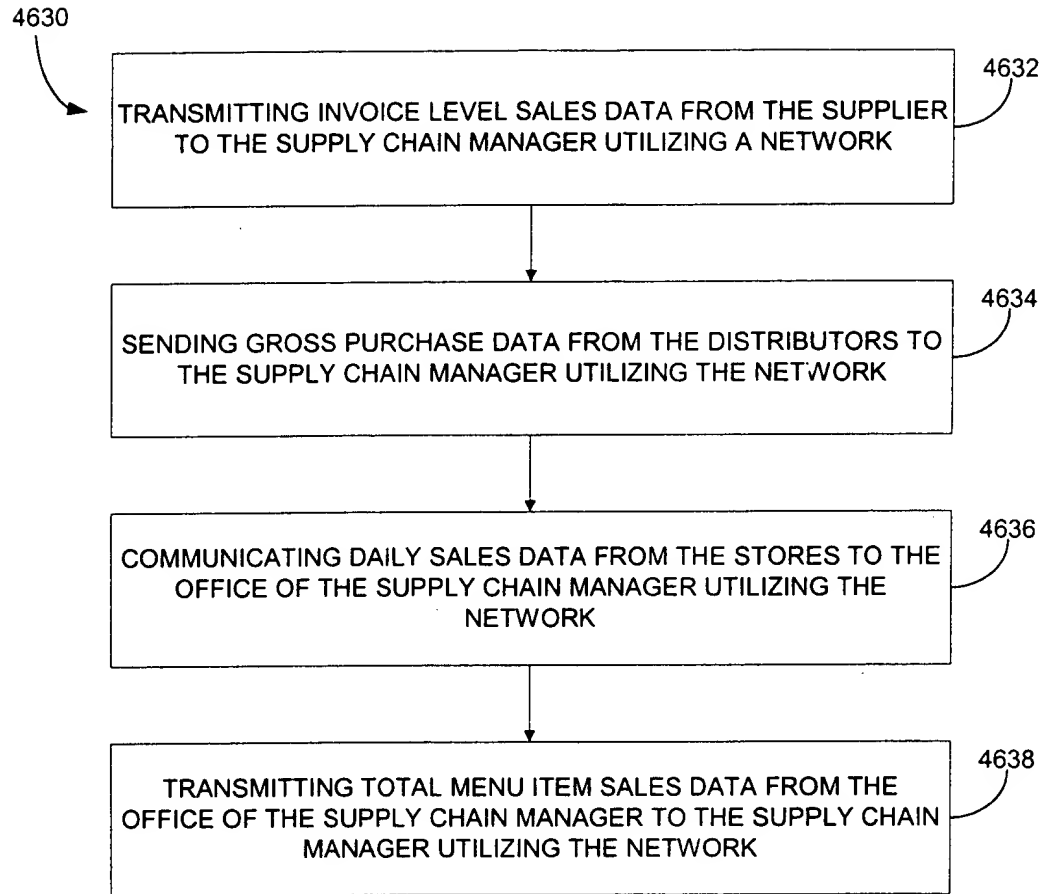 4630
4632
TRANSMITTING INVOICE LEVEL SALES DATA FROM THE SUPPLIER
TO THE SUPPLY CHAIN MANAGER UTILIZING A NETWORK
4634
SENDING GROSS PURCHASE DATA FROM THE DISTRIBUTORS TO
THE SUPPLY CHAIN MANAGER UTILIZING THE NETWORK
4636
COMMUNICATING DAILY SALES DATA FROM THE STORES TO THE
OFFICE OF THE SUPPLY CHAIN MANAGER UTILIZING THE
NETWORK
4638
TRANSMITTING TOTAL MENU ITEM SALES DATA FROM THE
OFFICE OF THE SUPPLY CHAIN MANAGER TO THE SUPPLY CHAIN
MANAGER UTILIZING THE NETWORK